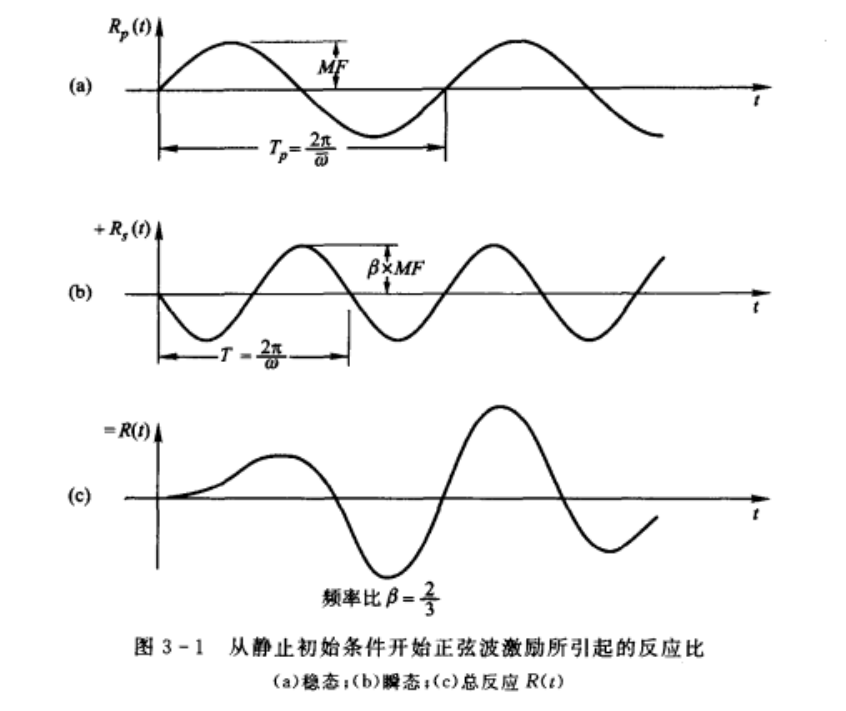 R_p(t)
MF
(a)
t
T_p=2π/ω̄
+R_s(t)
β×MF
(b)
t
T=2π/ω
=R(t)
(c)
t
频率比 β=2/3
图 3-1 从静止初始条件开始正弦波激励所引起的反应比
(a)稳态;(b)瞬态;(c)总反应 R(t)